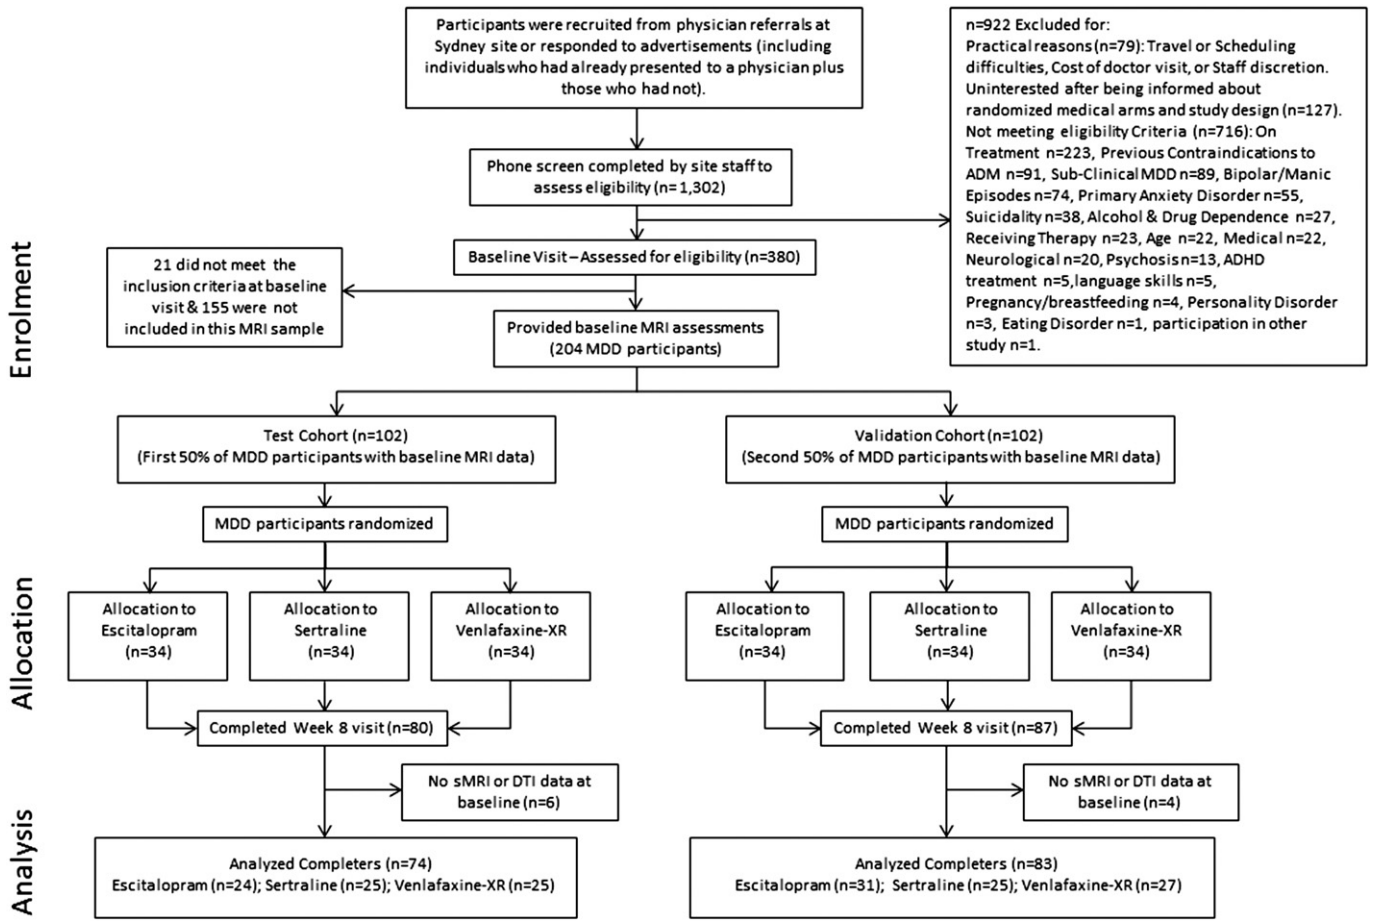 Participants were recruited from physician referrals at
Sydney site or responded to advertisements (including
individuals who had already presented to a physician plus
those who had not).
n=922 Excluded for:
Practical reasons (n=79): Travel or Scheduling
difficulties, Cost of doctor visit, or Staff discretion.
Uninterested after being informed about
randomized medical arms and study design (n=127).
Not meeting eligibility Criteria (n=716): On
Treatment n=223, Previous Contraindications to
ADM n=91, Sub-Clinical MDD n=89, Bipolar/Manic
Episodes n=74, Primary Anxiety Disorder n=55,
Suicidality n=38, Alcohol & Drug Dependence n=27,
Receiving Therapy n=23, Age n=22, Medical n=22,
Neurological n=20, Psychosis n=13, ADHD
treatment n=5,language skills n=5,
Pregnancy/breastfeeding n=4, Personality Disorder
n=3, Eating Disorder n=1, participation in other
study n=1.
Phone screen completed by site staff to
assess eligibility (n= 1,302)
Enrolment
Baseline Visit – Assessed for eligibility (n=380)
21 did not meet the
inclusion criteria at baseline
visit & 155 were not
included in this MRI sample
Provided baseline MRI assessments
(204 MDD participants)
Test Cohort (n=102)
(First 50% of MDD participants with baseline MRI data)
Validation Cohort (n=102)
(Second 50% of MDD participants with baseline MRI data)
MDD participants randomized
MDD participants randomized
Allocation
Allocation to
Escitalopram
(n=34)
Allocation to
Sertraline
(n=34)
Allocation to
Venlafaxine-XR
(n=34)
Allocation to
Escitalopram
(n=34)
Allocation to
Sertraline
(n=34)
Allocation to
Venlafaxine-XR
(n=34)
Completed Week 8 visit (n=80)
Completed Week 8 visit (n=87)
No sMRI or DTI data at
baseline (n=6)
No sMRI or DTI data at
baseline (n=4)
Analysis
Analyzed Completers (n=74)
Escitalopram (n=24); Sertraline (n=25); Venlafaxine-XR (n=25)
Analyzed Completers (n=83)
Escitalopram (n=31); Sertraline (n=25); Venlafaxine-XR (n=27)